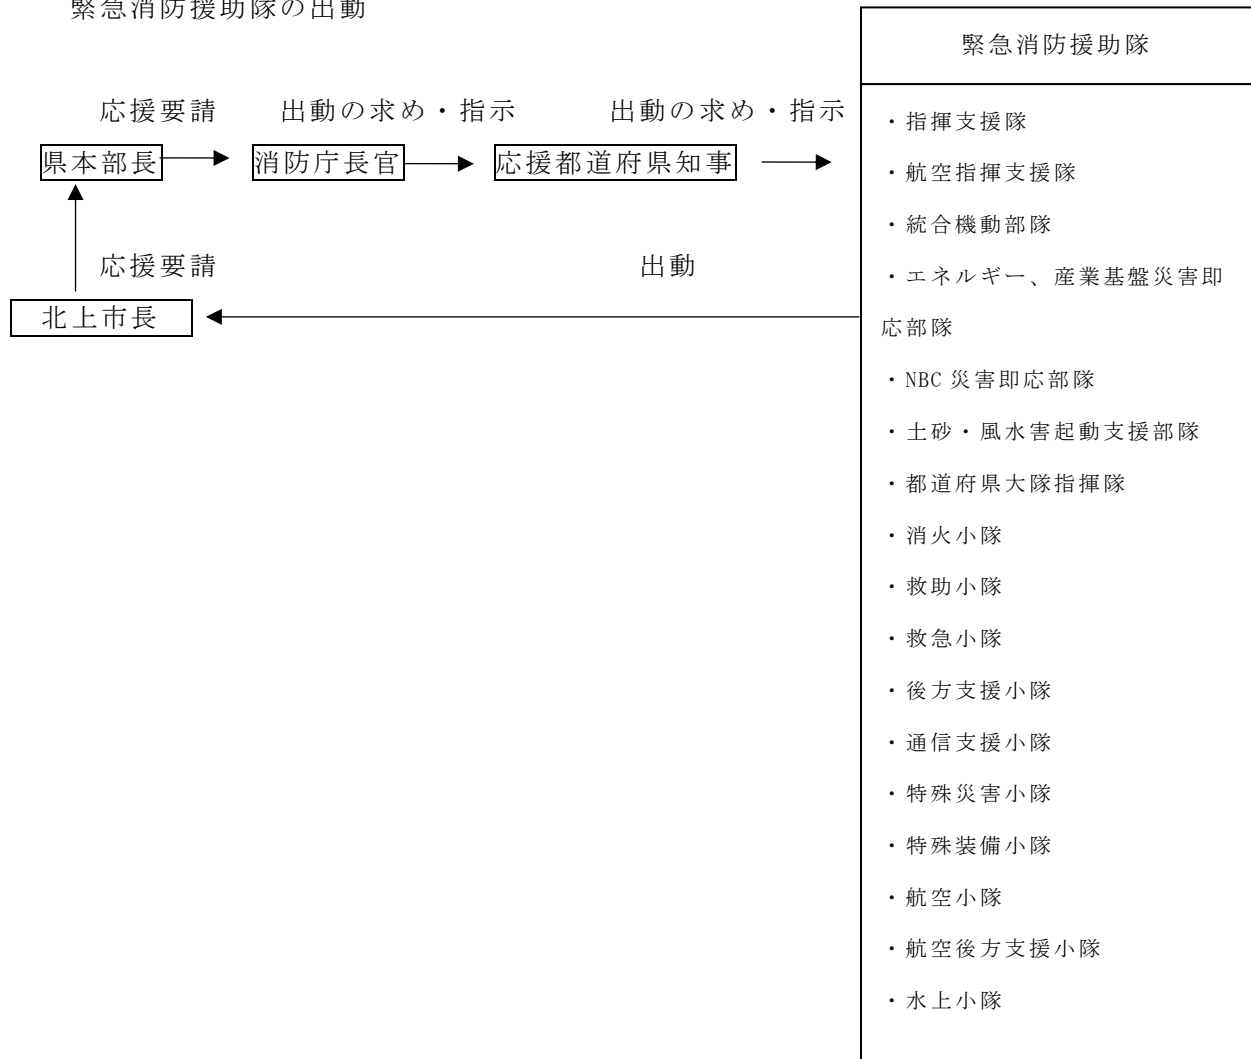 緊急消防援助隊の出動
緊急消防援助隊
応援要請 出動の求め・指示 出動の求め・指示
県本部長 消防庁長官 応援都道府県知事
応援要請 出動
北上市長
・指揮支援隊
・航空指揮支援隊
・統合機動部隊
・エネルギー、産業基盤災害即
応部隊
・NBC 災害即応部隊
・土砂・風水害起動支援部隊
・都道府県大隊指揮隊
・消火小隊
・救助小隊
・救急小隊
・後方支援小隊
・通信支援小隊
・特殊災害小隊
・特殊装備小隊
・航空小隊
・航空後方支援小隊
・水上小隊